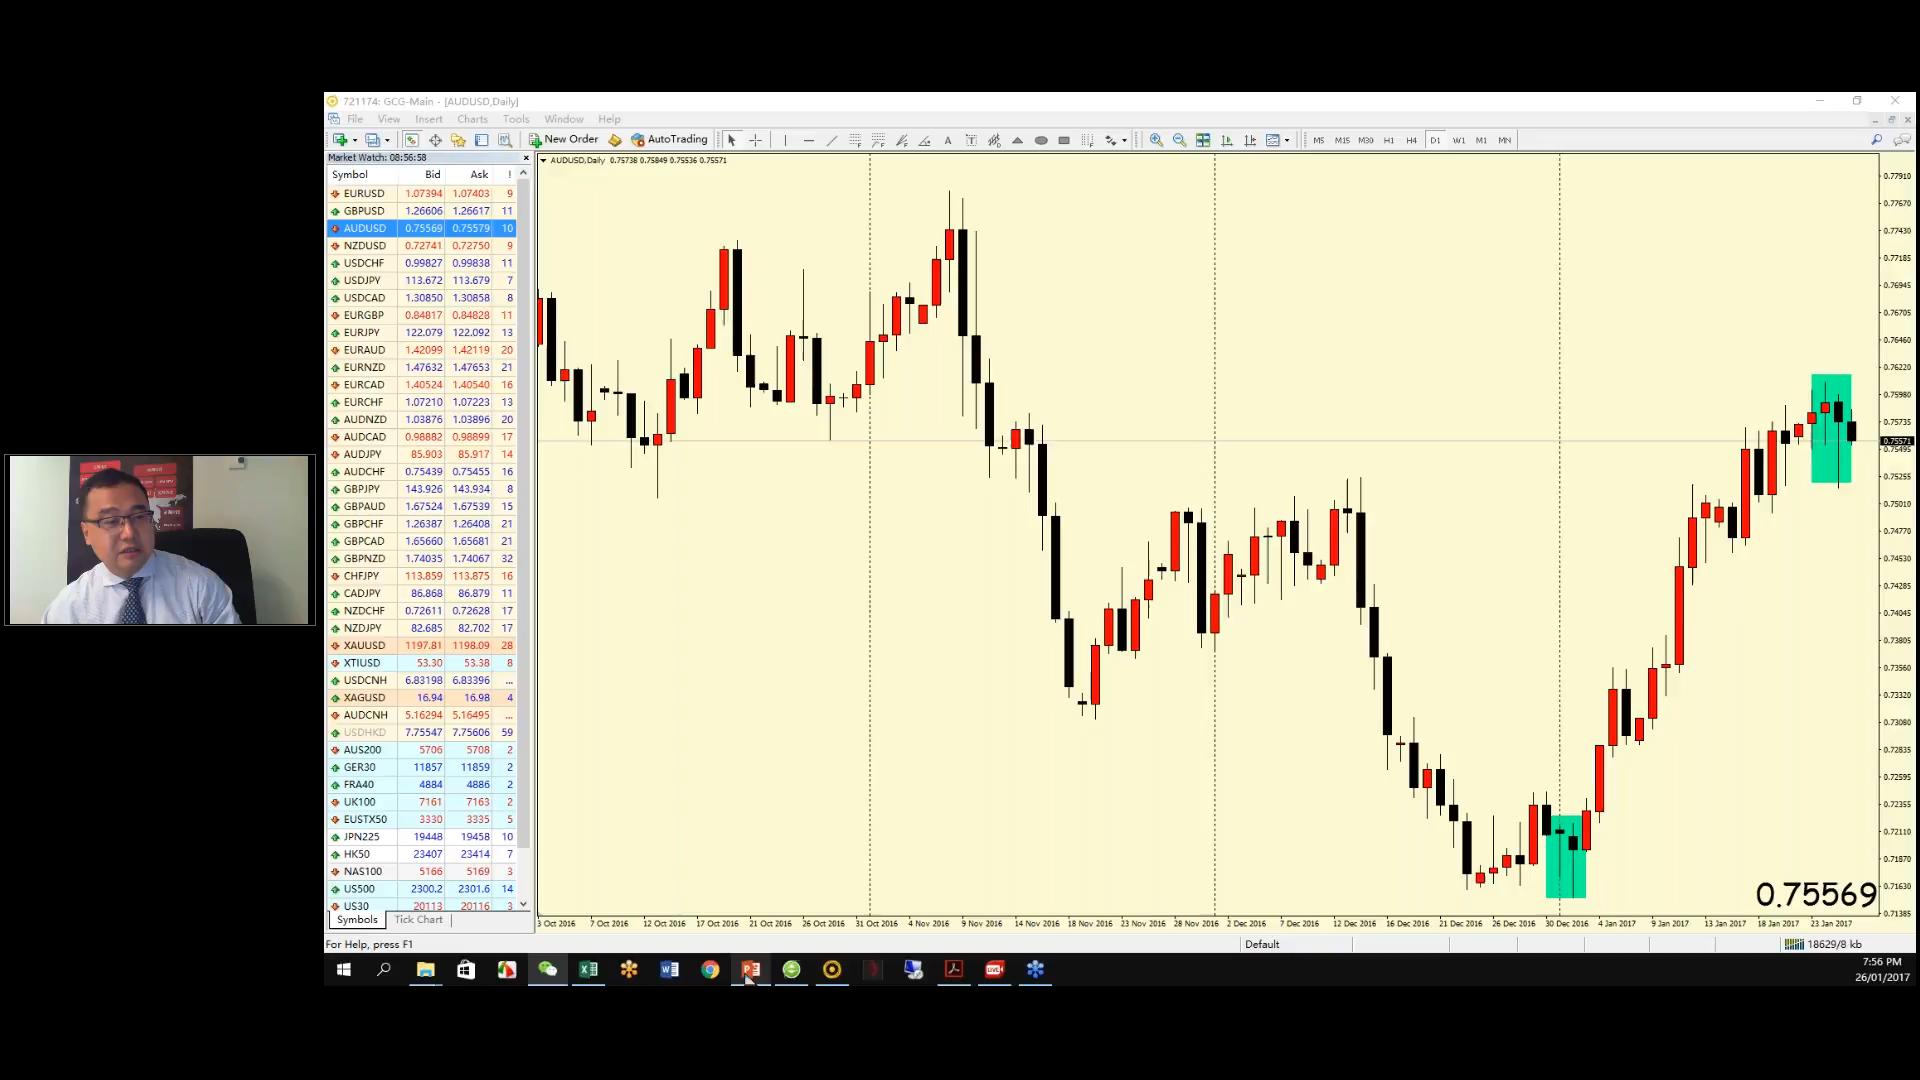 721174: GCG-Main - [AUDUSD,Daily]
File View Insert Charts Tools Window Help
New Order AutoTrading M5 M15 M30 H1 H4 D1 W1 M1 MN
Market Watch: 08:56:58
Symbol Bid Ask !
EURUSD 1.07394 1.07403 9
GBPUSD 1.26606 1.26617 11
AUDUSD 0.75569 0.75579 10
NZDUSD 0.72741 0.72750 9
USDCHF 0.99827 0.99838 11
USDJPY 113.672 113.679 7
USDCAD 1.30850 1.30858 8
EURGBP 0.84817 0.84828 11
EURJPY 122.079 122.092 13
EURAUD 1.42099 1.42119 20
EURNZD 1.47632 1.47653 21
EURCAD 1.40524 1.40540 16
EURCHF 1.07210 1.07223 13
AUDNZD 1.03876 1.03896 20
AUDCAD 0.98882 0.98899 17
AUDJPY 85.903 85.917 14
AUDCHF 0.75439 0.75455 16
GBPJPY 143.926 143.934 8
GBPAUD 1.67524 1.67539 15
GBPCHF 1.26387 1.26408 21
GBPCAD 1.65660 1.65681 21
GBPNZD 1.74035 1.74067 32
CHFJPY 113.859 113.875 16
CADJPY 86.868 86.879 11
NZDCHF 0.72611 0.72628 17
NZDJPY 82.685 82.702 17
XAUUSD 1197.81 1198.09 28
XTIUSD 53.30 53.38 8
USDCNH 6.83198 6.83396 ...
XAGUSD 16.94 16.98 4
AUDCNH 5.16294 5.16495 ...
USDHKD 7.75547 7.75606 59
AUS200 5706 5708 2
GER30 11857 11859 2
FRA40 4884 4886 2
UK100 7161 7163 2
EUSTX50 3330 3335 5
JPN225 19448 19458 10
HK50 23407 23414 7
NAS100 5166 5169 3
US500 2300.2 2301.6 14
US30 20113 20116 3
Symbols Tick Chart
AUDUSD,Daily 0.75738 0.75849 0.75536 0.75571
0.77910
0.77670
0.77430
0.77185
0.76945
0.76705
0.76460
0.76220
0.75980
0.75735
0.75571
0.75495
0.75255
0.75010
0.74770
0.74530
0.74285
0.74045
0.73805
0.73560
0.73320
0.73080
0.72835
0.72595
0.72355
0.72110
0.71870
0.71630
0.71385
0.75569
3 Oct 2016 7 Oct 2016 12 Oct 2016 17 Oct 2016 21 Oct 2016 26 Oct 2016 31 Oct 2016 4 Nov 2016 9 Nov 2016 14 Nov 2016 18 Nov 2016 23 Nov 2016 28 Nov 2016 2 Dec 2016 7 Dec 2016 12 Dec 2016 16 Dec 2016 21 Dec 2016 26 Dec 2016 30 Dec 2016 4 Jan 2017 9 Jan 2017 13 Jan 2017 18 Jan 2017 23 Jan 2017
For Help, press F1 Default 18629/8 kb
7:56 PM
26/01/2017